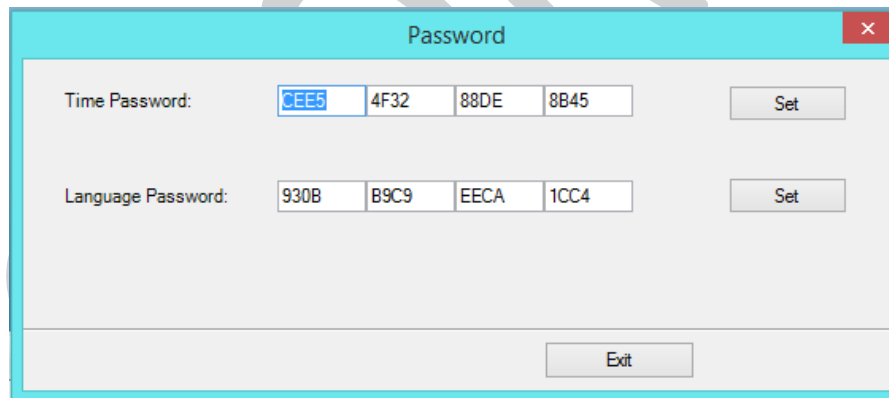 Password
Time Password: CEE5 4F32 88DE 8B45 Set
Language Password: 930B B9C9 EECA 1CC4 Set
Exit